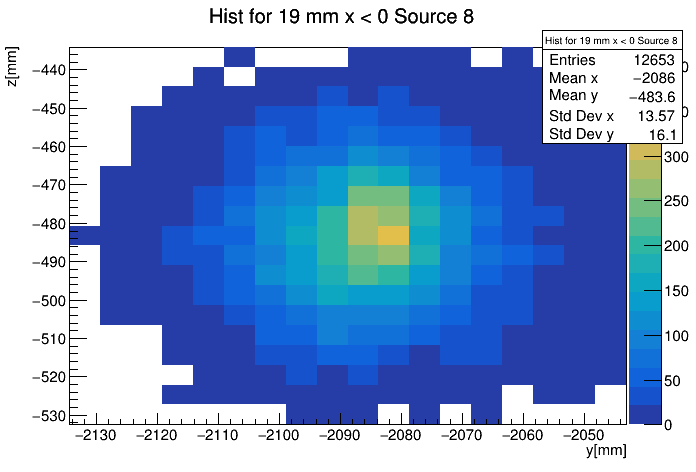 Hist for 19 mm x < 0 Source 8
z[mm]
Hist for 19 mm x < 0 Source 8
Entries 12653
Mean x −2086
Mean y −483.6
Std Dev x 13.57
Std Dev y 16.1
−440
−450
−460
−470
−480
−490
−500
−510
−520
−530
300
250
200
150
100
50
0
−2130 −2120 −2110 −2100 −2090 −2080 −2070 −2060 −2050
y[mm]